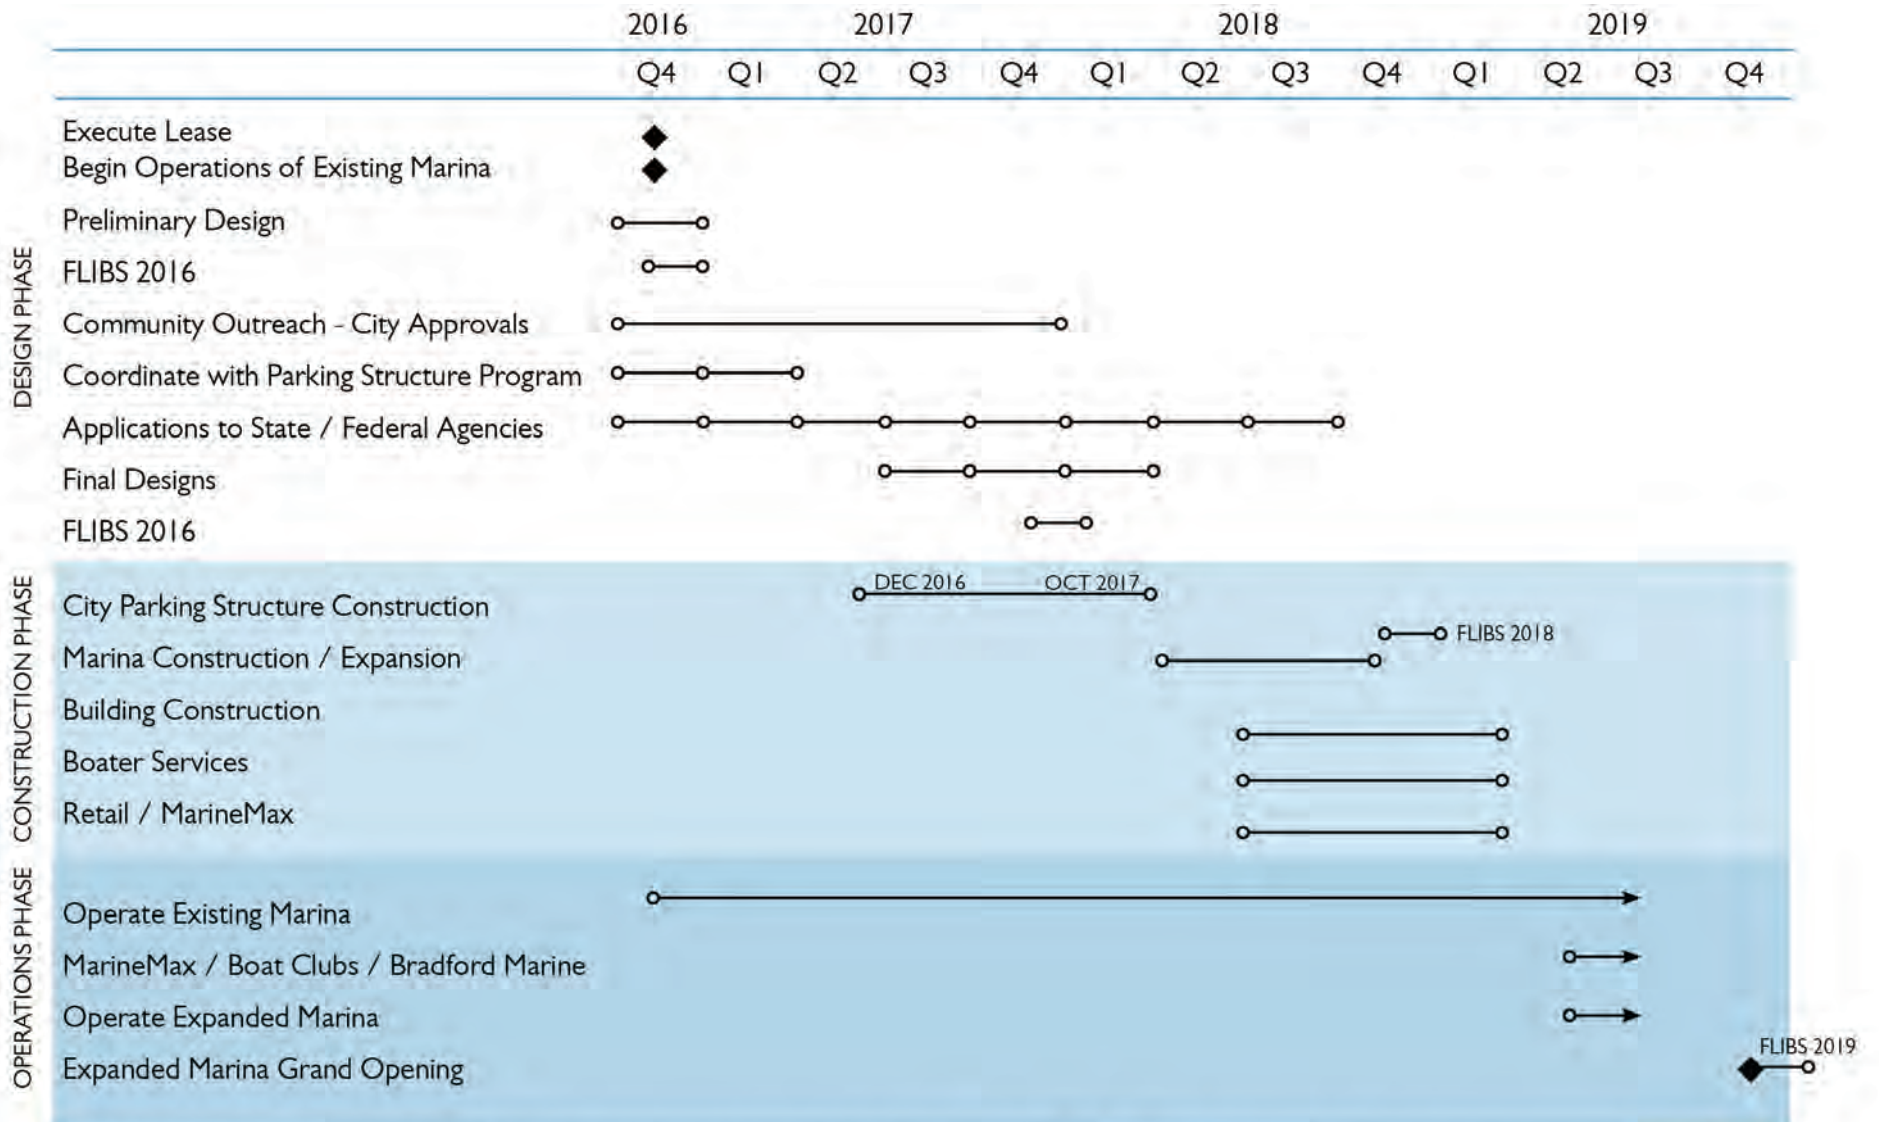 2016 2017 2018 2019
Q4 Q1 Q2 Q3 Q4 Q1 Q2 Q3 Q4 Q1 Q2 Q3 Q4
Execute Lease
Begin Operations of Existing Marina
DESIGN PHASE
Preliminary Design
FLIBS 2016
Community Outreach - City Approvals
Coordinate with Parking Structure Program
Applications to State / Federal Agencies
Final Designs
FLIBS 2016
CONSTRUCTION PHASE
City Parking Structure Construction DEC 2016 OCT 2017
FLIBS 2018
Marina Construction / Expansion
Building Construction
Boater Services
Retail / MarineMax
OPERATIONS PHASE
Operate Existing Marina
MarineMax / Boat Clubs / Bradford Marine
Operate Expanded Marina
FLIBS 2019
Expanded Marina Grand Opening